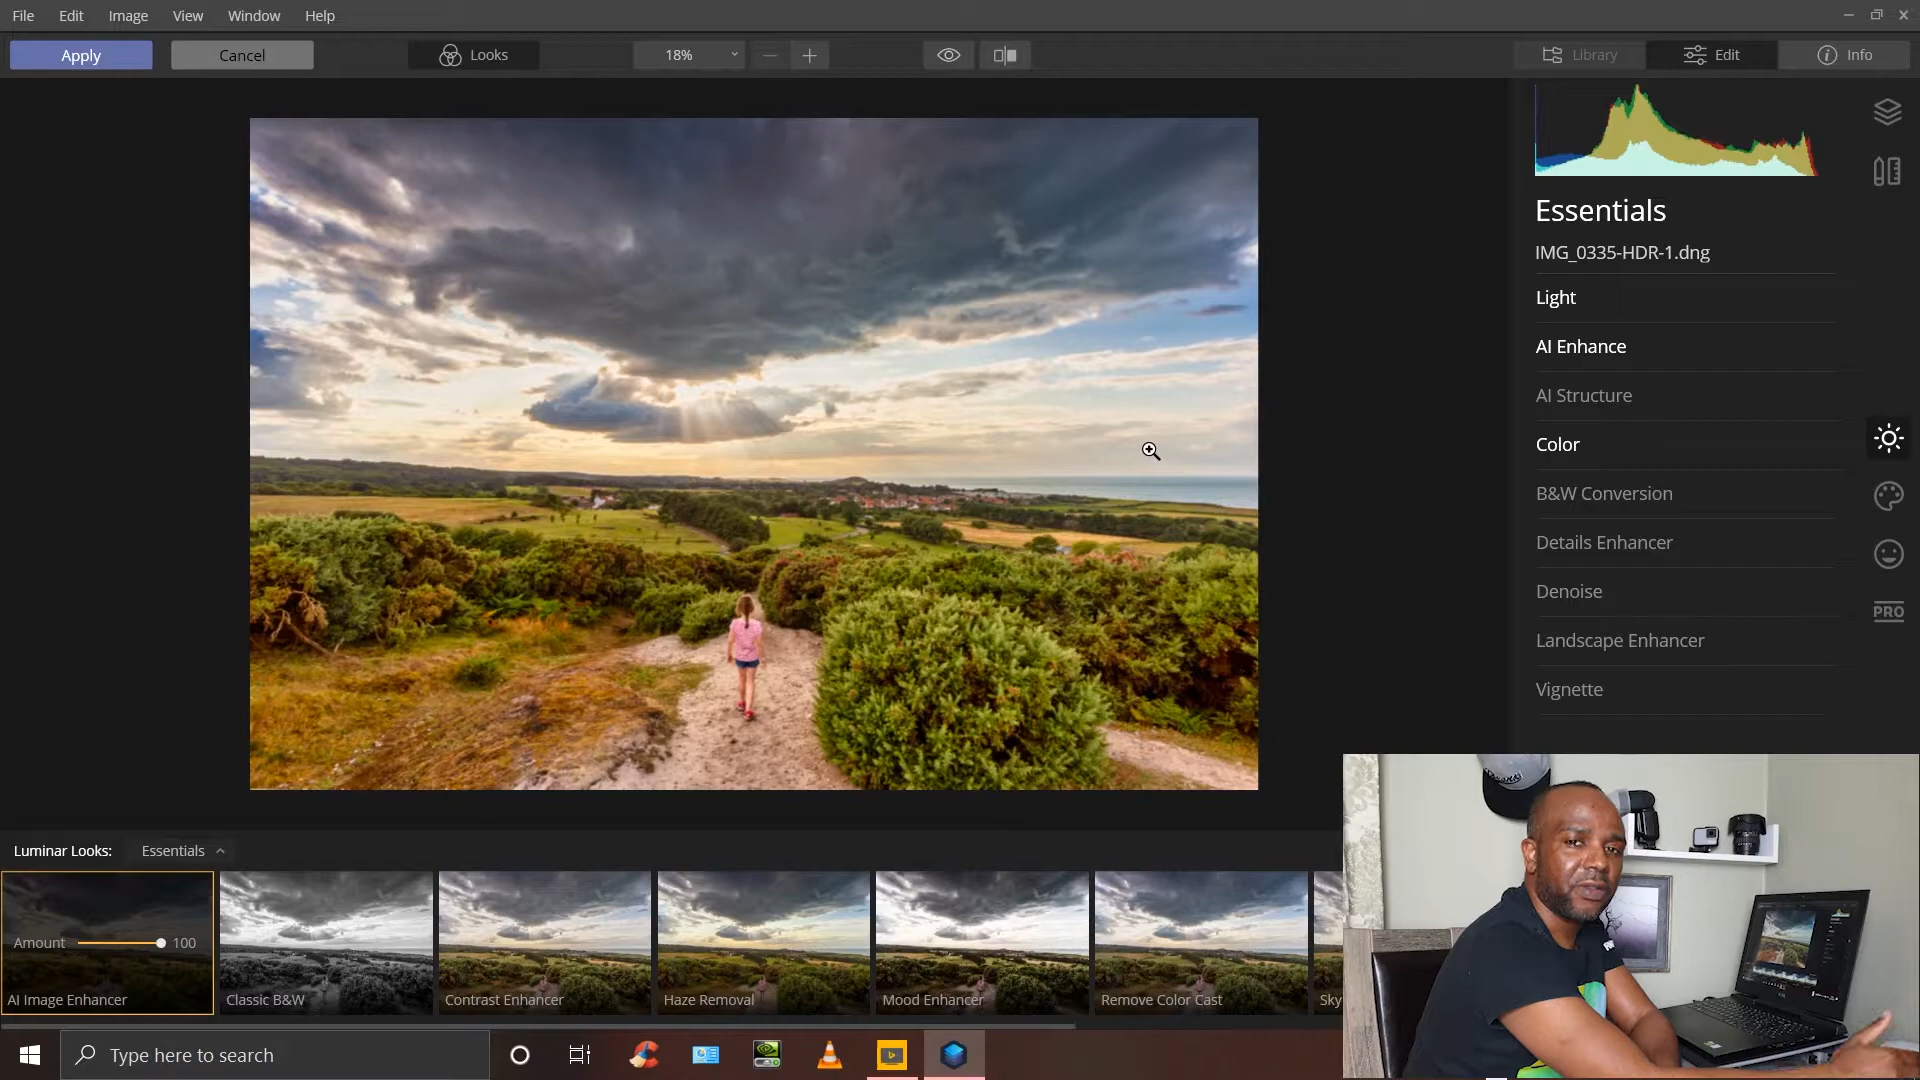 File Edit Image View Window Help
Apply Cancel Looks 18% Library Edit Info
Essentials
IMG_0335-HDR-1.dng
Light
AI Enhance
AI Structure
Color
B&W Conversion
Details Enhancer
Denoise
Landscape Enhancer
Vignette
PRO
Luminar Looks: Essentials
Amount 100
AI Image Enhancer Classic B&W Contrast Enhancer Haze Removal Mood Enhancer Remove Color Cast Sky
Type here to search